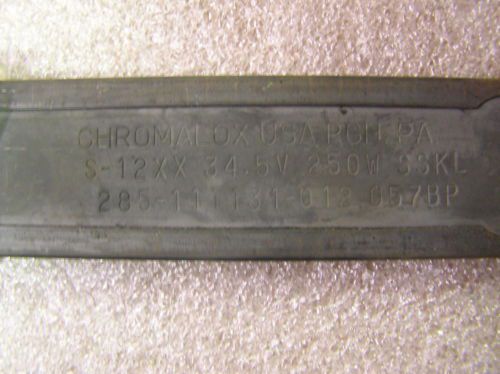 CHROMALOX USA PGH PA
S-12XX 34.5V 250W SSKL
285-111131-012 057BP